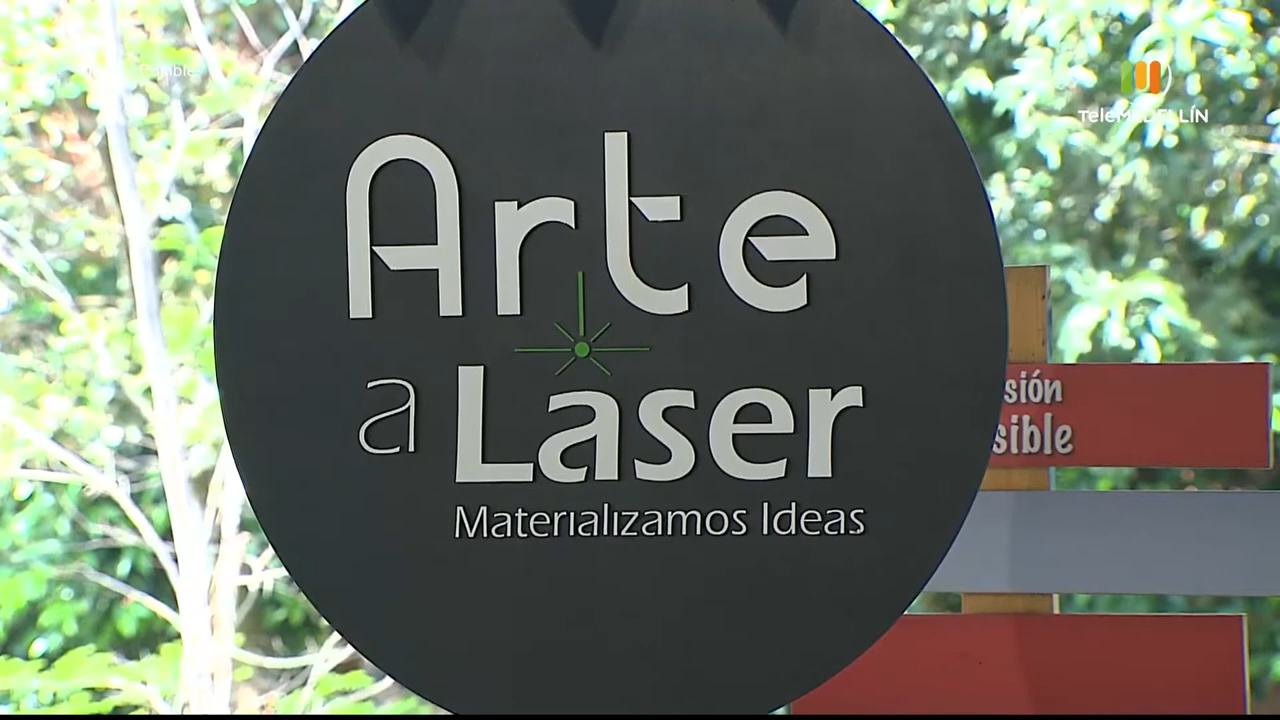 Arte
a Laser
Materializamos Ideas
sión
sible
TeleMEDELLÍN